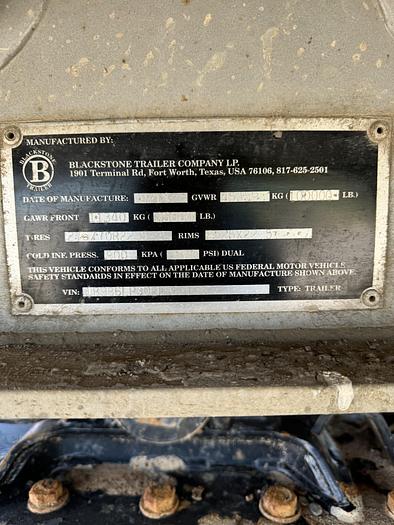 MANUFACTURED BY:
BLACKSTONE TRAILER
B
BLACKSTONE TRAILER COMPANY LP.
1901 Terminal Rd, Fort Worth, Texas, USA 76106, 817-625-2501
DATE OF MANUFACTURE: GVWR KG ( LB.)
GAWR FRONT KG ( LB.)
TIRES RIMS
COLD INF. PRESS. KPA ( PSI) DUAL
THIS VEHICLE CONFORMS TO ALL APPLICABLE US FEDERAL MOTOR VEHICLE
SAFETY STANDARDS IN EFFECT ON THE DATE OF MANUFACTURE SHOWN ABOVE.
VIN: TYPE: TRAILER